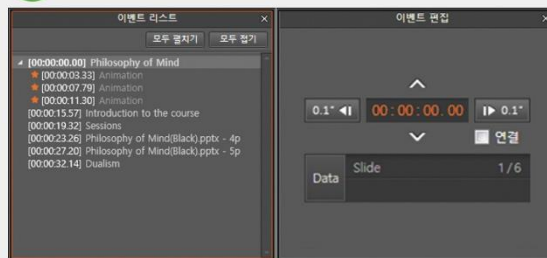 이벤트 리스트
모두 펼치기 모두 접기
[00:00:00.00] Philosophy of Mind
[00:00:03.33] Animation
[00:00:07.79] Animation
[00:00:11.30] Animation
[00:00:15.57] Introduction to the course
[00:00:19.32] Sessions
[00:00:23.26] Philosophy of Mind(Black).pptx - 4p
[00:00:27.20] Philosophy of Mind(Black).pptx - 5p
[00:00:32.14] Dualism
이벤트 편집
0.1" 00:00:00.00 0.1"
연결
Data Slide 1/6